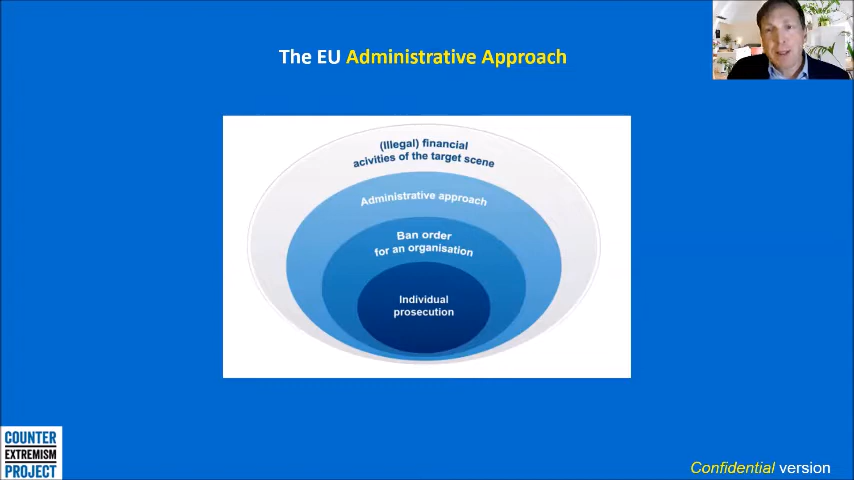 The EU Administrative Approach
(Illegal) financial
acivities of the target scene
Administrative approach
Ban order
for an organisation
Individual
prosecution
COUNTER
EXTREMISM
PROJECT
Confidential version